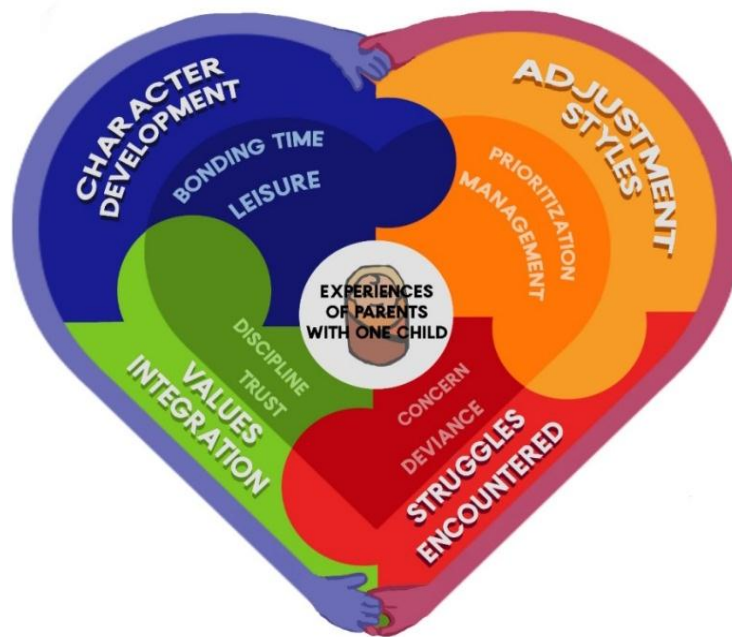 CHARACTER
DEVELOPMENT
BONDING TIME
LEISURE
ADJUSTMENT
STYLES
PRIORITIZATION
MANAGEMENT
EXPERIENCES
OF PARENTS
WITH ONE CHILD
DISCIPLINE
TRUST
VALUES
INTEGRATION
CONCERN
DEVIANCE
STRUGGLES
ENCOUNTERED